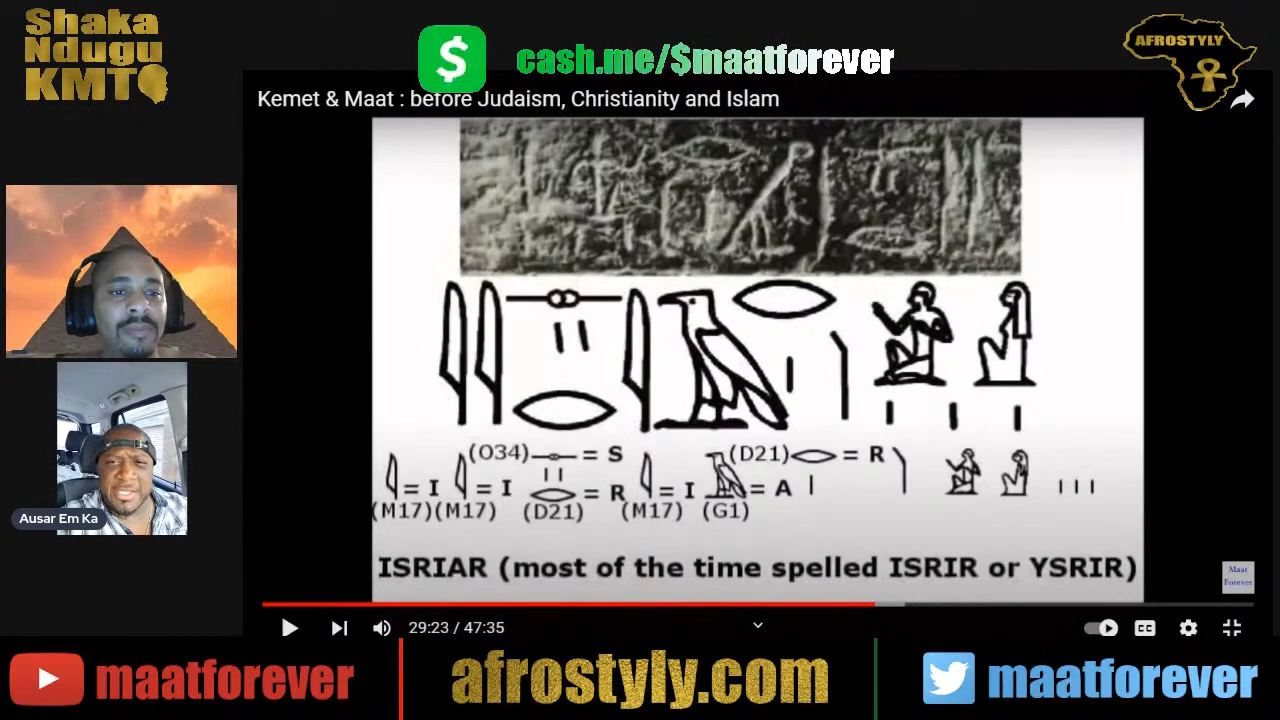 Shaka
Ndugu
KMT
cash.me/$maatforever
AFROSTYLY
Kemet & Maat : before Judaism, Christianity and Islam
(O34) = S (D21) = R
= I = I = R = I = A
(M17)(M17) (D21) (M17) (G1)
ISRIAR (most of the time spelled ISRIR or YSRIR)
Ausar Em Ka
Maat
Forever
29:23 / 47:35
CC
maatforever
afrostyly.com
maatforever